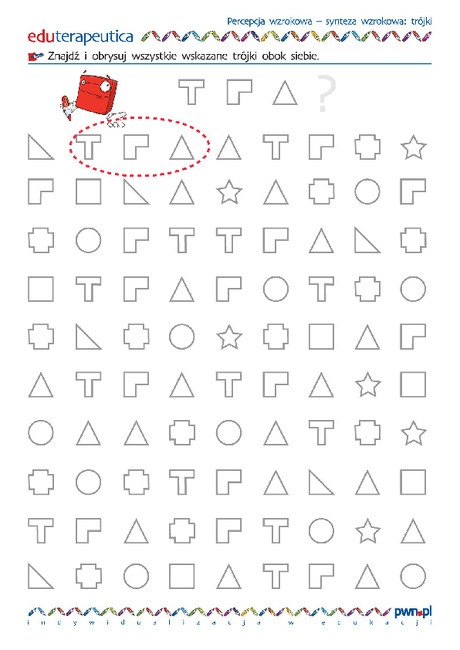 Percepcja wzrokowa – synteza wzrokowa: trójki
eduterapeutica
Znajdź i obrysuj wszystkie wskazane trójki obok siebie.
?
pwn.pl
indywidualizacja w edukacji